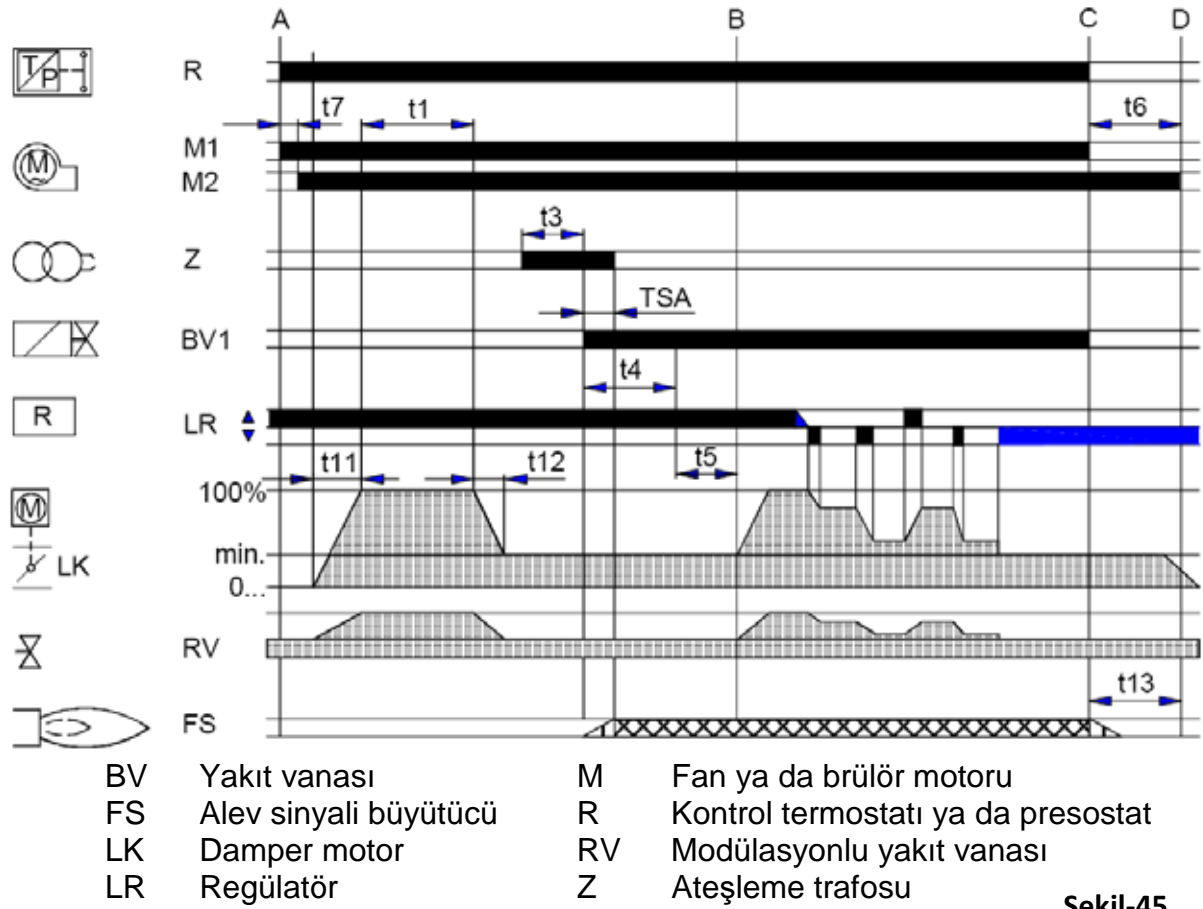 A B C D
T/P R
t7 t1 t6
M M1
M2
t3
Z
TSA
BV1
t4
R LR
t11 t12 t5
100%
M
min.
LK
0...
RV
t13
FS
BV Yakıt vanası M Fan ya da brülör motoru
FS Alev sinyali büyütücü R Kontrol termostatı ya da presostat
LK Damper motor RV Modülasyonlu yakıt vanası
LR Regülatör Z Ateşleme trafosu
Şekil-45